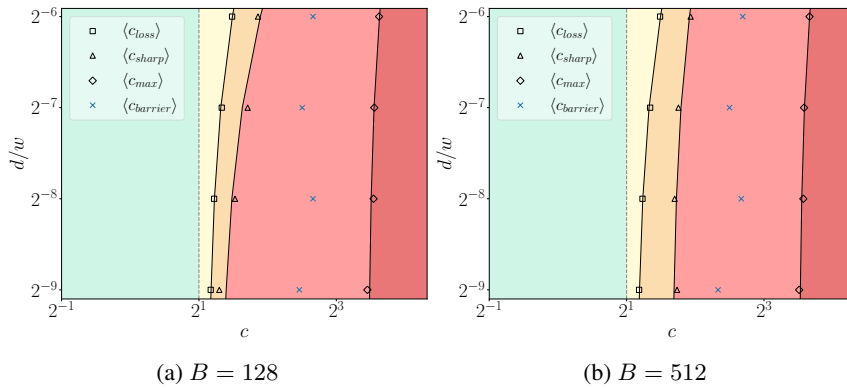 2^{-6}
2^{-7}
2^{-8}
2^{-9}
d/w
⟨c_{loss}⟩
⟨c_{sharp}⟩
⟨c_{max}⟩
⟨c_{barrier}⟩
2^{-1} 2^{1} 2^{3}
c
(a) B = 128
2^{-6}
2^{-7}
2^{-8}
2^{-9}
d/w
⟨c_{loss}⟩
⟨c_{sharp}⟩
⟨c_{max}⟩
⟨c_{barrier}⟩
2^{-1} 2^{1} 2^{3}
c
(b) B = 512